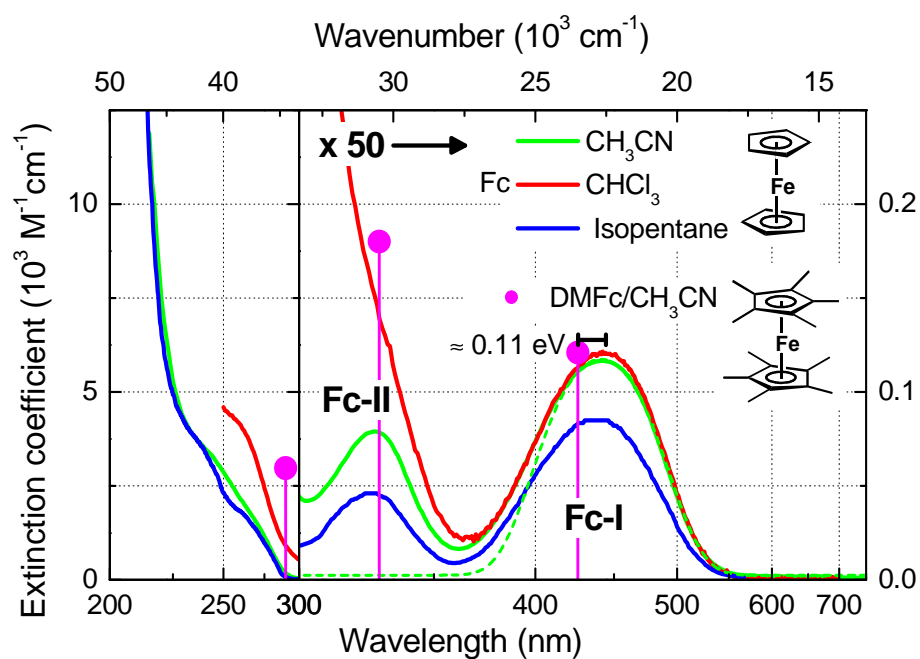 Wavenumber (10³ cm⁻¹)
50 40 30 25 20 15
x 50
CH₃CN
Fc CHCl₃
Isopentane
Fe
DMFc/CH₃CN
Fe
≈ 0.11 eV
Fc-II
Fc-I
Extinction coefficient (10³ M⁻¹cm⁻¹)
10
5
0
0.2
0.1
0.0
200 250 300 400 500 600 700
Wavelength (nm)